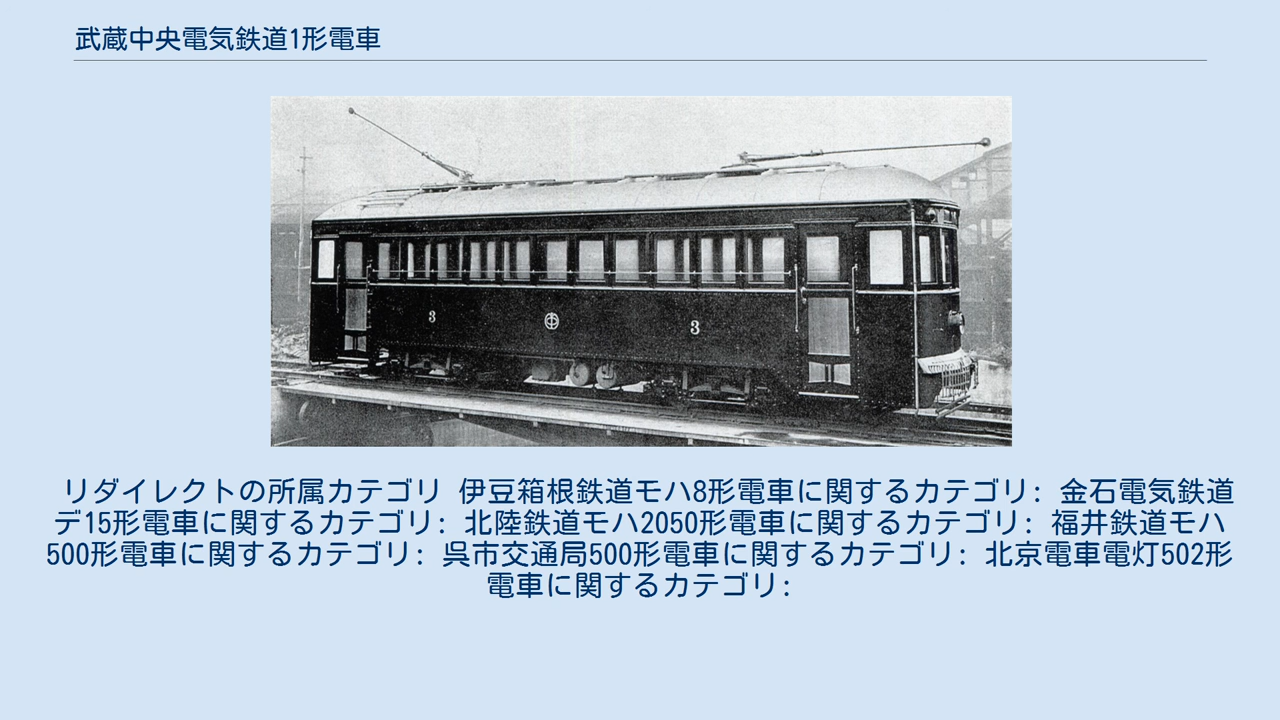 武蔵中央電気鉄道1形電車
3
3
リダイレクトの所属カテゴリ 伊豆箱根鉄道モハ8形電車に関するカテゴリ: 金石電気鉄道
デ15形電車に関するカテゴリ: 北陸鉄道モハ2050形電車に関するカテゴリ: 福井鉄道モハ
500形電車に関するカテゴリ: 呉市交通局500形電車に関するカテゴリ: 北京電車電灯502形
電車に関するカテゴリ: